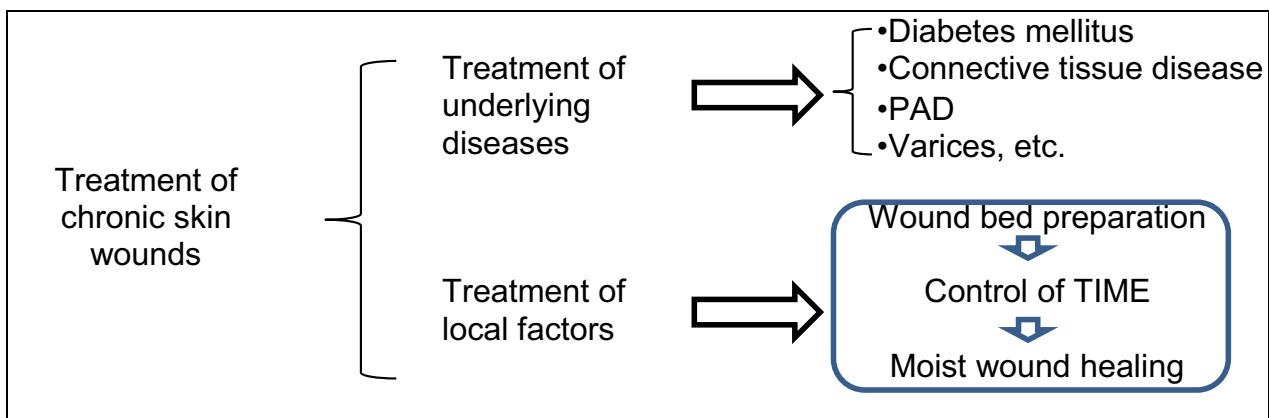 Treatment of
chronic skin
wounds
Treatment of
underlying
diseases
•Diabetes mellitus
•Connective tissue disease
•PAD
•Varices, etc.
Treatment of
local factors
Wound bed preparation
Control of TIME
Moist wound healing